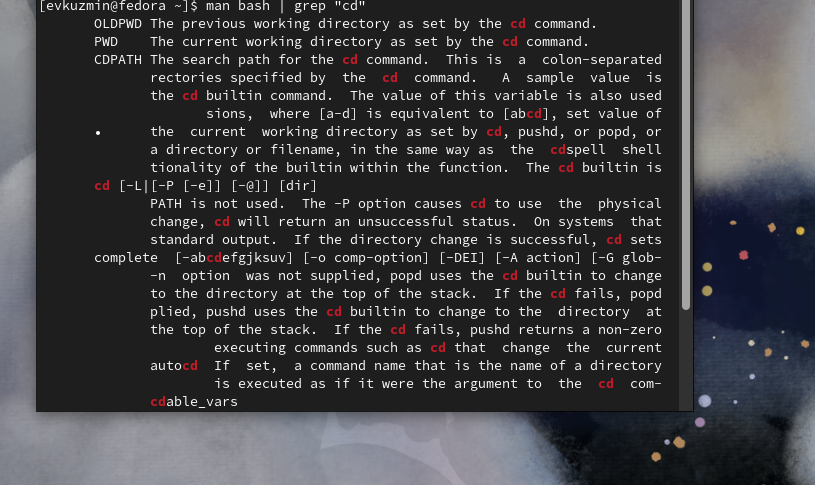 [evkuzmin@fedora ~]$ man bash | grep "cd"
OLDPWD The previous working directory as set by the cd command.
PWD    The current working directory as set by the cd command.
CDPATH The search path for the cd command.  This is  a  colon-separated
rectories specified by  the  cd  command.   A  sample  value  is
the cd builtin command.  The value of this variable is also used
sions,  where [a-d] is equivalent to [abcd], set value of
•      the  current  working directory as set by cd, pushd, or popd, or
a directory or filename, in the same way as  the  cdspell  shell
tionality of the builtin within the function.  The cd builtin is
cd [-L|[-P [-e]] [-@]] [dir]
PATH is not used.  The -P option causes cd to use  the  physical
change, cd will return an unsuccessful status.  On systems  that
standard output.  If the directory change is successful, cd sets
complete  [-abcdefgjksuv] [-o comp-option] [-DEI] [-A action] [-G glob-
-n  option  was not supplied, popd uses the cd builtin to change
to the directory at the top of the stack.  If the cd fails, popd
plied, pushd uses the cd builtin to change to the  directory  at
the top of the stack.  If the cd fails, pushd returns a non-zero
executing commands such as cd that  change  the  current
autocd  If  set,  a command name that is the name of a directory
is executed as if it were the argument to  the  cd  com-
cdable_vars